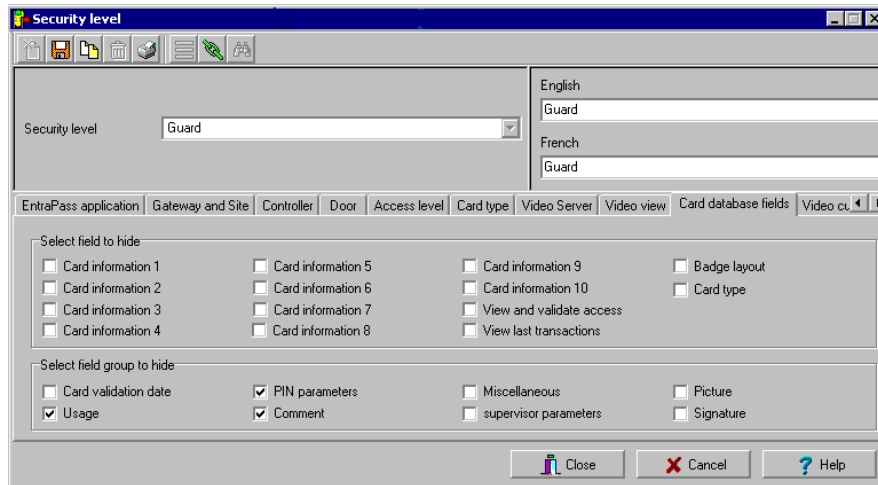 Security level
English
Guard
Security level
Guard
French
Guard
EntraPass application
Gateway and Site
Controller
Door
Access level
Card type
Video Server
Video view
Card database fields
Video cu
Select field to hide
Card information 1
Card information 5
Card information 9
Badge layout
Card information 2
Card information 6
Card information 10
Card type
Card information 3
Card information 7
View and validate access
Card information 4
Card information 8
View last transactions
Select field group to hide
Card validation date
PIN parameters
Miscellaneous
Picture
Usage
Comment
supervisor parameters
Signature
Close
Cancel
Help